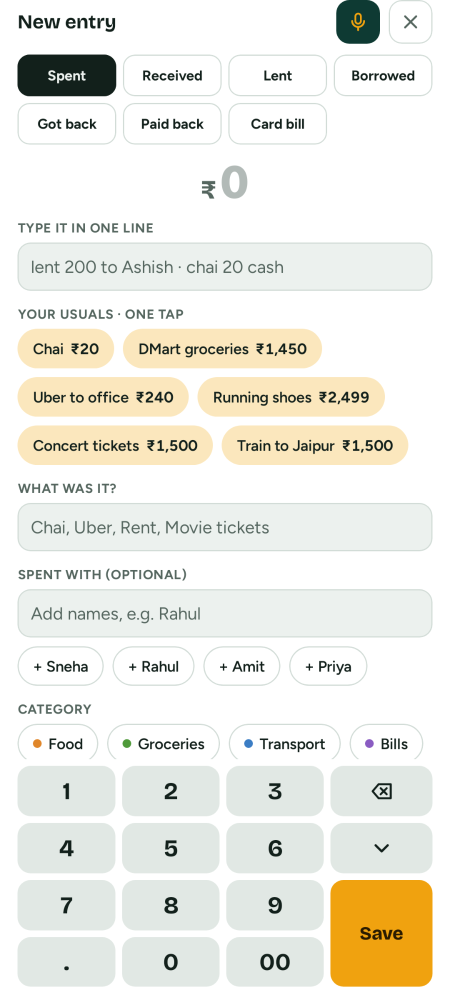 New entry
Spent Received Lent Borrowed
Got back Paid back Card bill
₹0
TYPE IT IN ONE LINE
lent 200 to Ashish · chai 20 cash
YOUR USUALS · ONE TAP
Chai ₹20 DMart groceries ₹1,450
Uber to office ₹240 Running shoes ₹2,499
Concert tickets ₹1,500 Train to Jaipur ₹1,500
WHAT WAS IT?
Chai, Uber, Rent, Movie tickets
SPENT WITH (OPTIONAL)
Add names, e.g. Rahul
+ Sneha + Rahul + Amit + Priya
CATEGORY
Food Groceries Transport Bills
1 2 3
4 5 6
7 8 9
Save
. 0 00